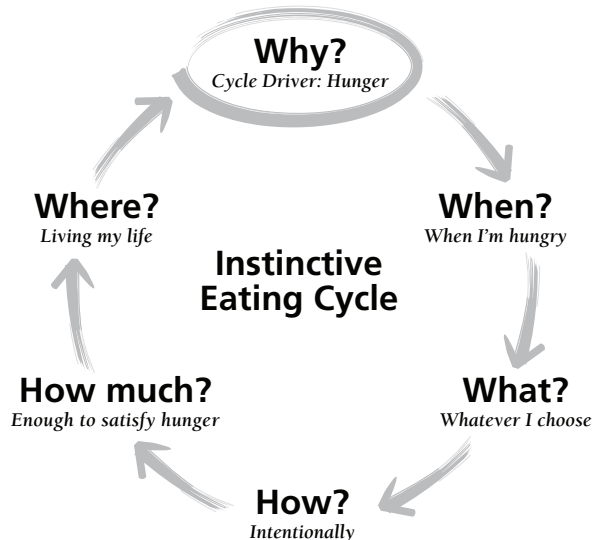 Why?
Cycle Driver: Hunger
When?
When I'm hungry
What?
Whatever I choose
How?
Intentionally
How much?
Enough to satisfy hunger
Where?
Living my life
Instinctive
Eating Cycle